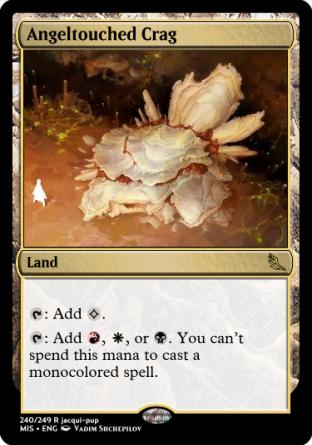 Angeltouched Crag
Land
: Add .
: Add , , or . You can't
spend this mana to cast a
monocolored spell.
240/249 R jacqui-pup
MIS • ENG Vadim Shchepilov